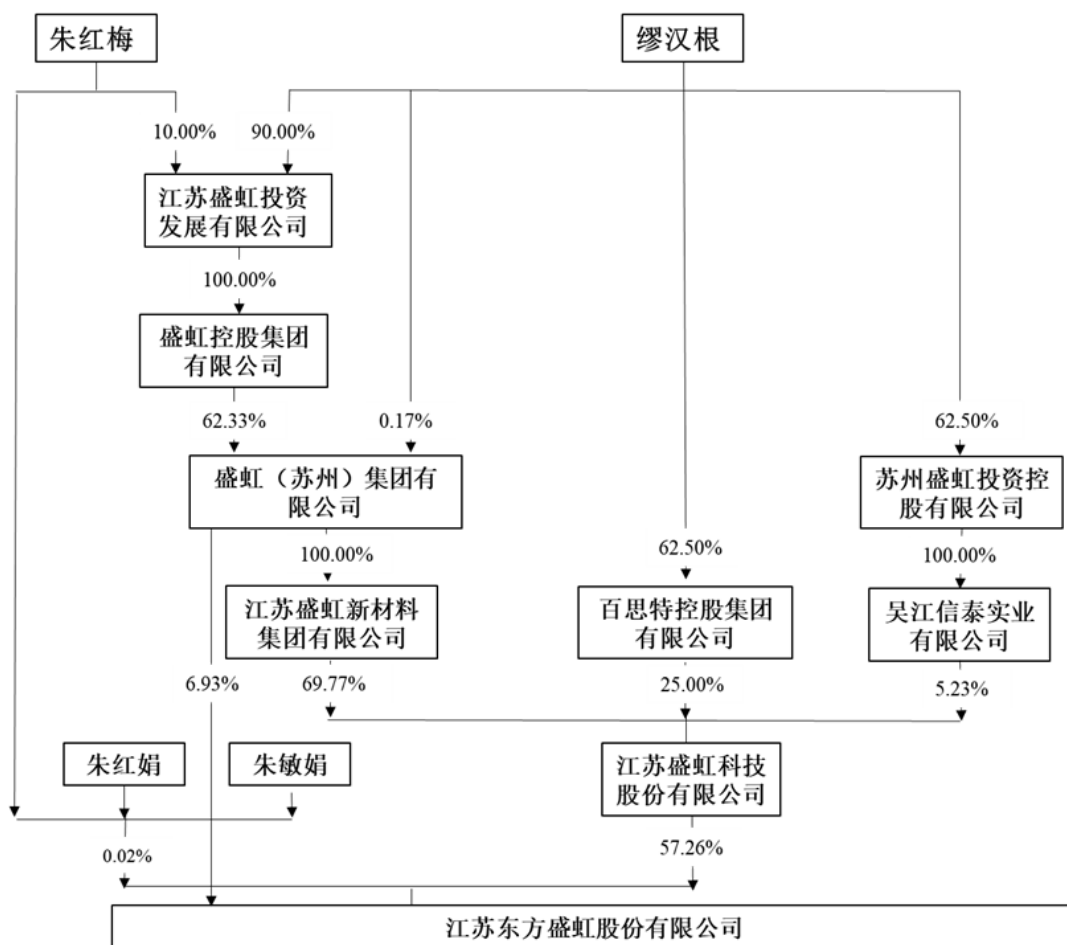 朱红梅
缪汉根
10.00%
90.00%
江苏盛虹投资
发展有限公司
100.00%
盛虹控股集团
有限公司
62.33%
0.17%
62.50%
盛虹（苏州）集团有
限公司
苏州盛虹投资控
股有限公司
100.00%
62.50%
100.00%
江苏盛虹新材料
集团有限公司
百思特控股集团
有限公司
吴江信泰实业
有限公司
6.93%
69.77%
25.00%
5.23%
朱红娟
朱敏娟
江苏盛虹科技
股份有限公司
0.02%
57.26%
江苏东方盛虹股份有限公司